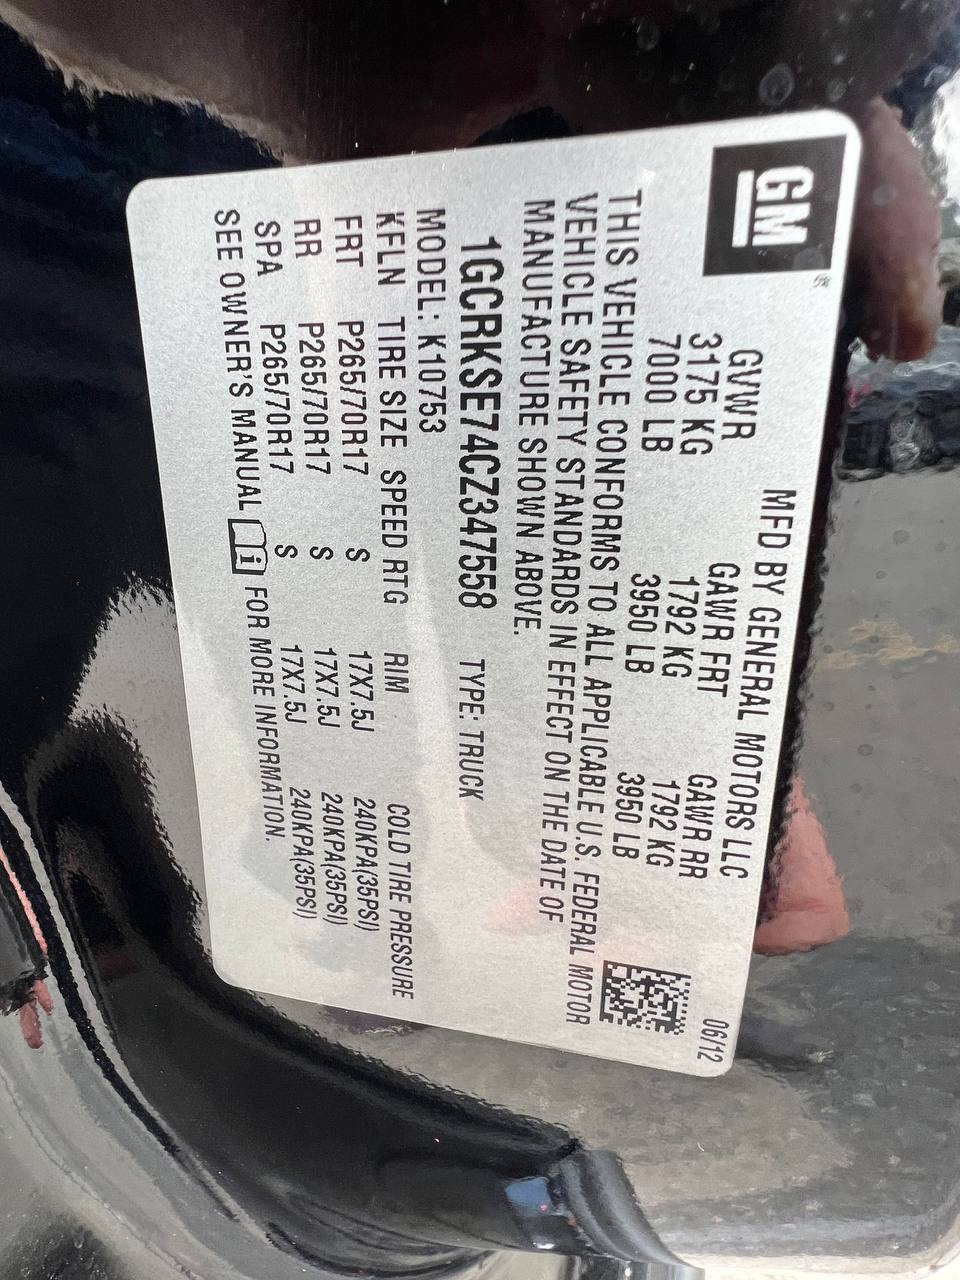 GM®
MFD BY GENERAL MOTORS LLC 06/12
GVWR GAWR FRT GAWR RR
3175 KG 1792 KG 1792 KG
7000 LB 3950 LB 3950 LB
THIS VEHICLE CONFORMS TO ALL APPLICABLE U.S. FEDERAL MOTOR
VEHICLE SAFETY STANDARDS IN EFFECT ON THE DATE OF
MANUFACTURE SHOWN ABOVE.
1GCRKSE74CZ347558 TYPE: TRUCK
MODEL: K10753
KFLN TIRE SIZE SPEED RTG RIM COLD TIRE PRESSURE
FRT P265/70R17 S 17X7.5J 240KPA(35PSI)
RR P265/70R17 S 17X7.5J 240KPA(35PSI)
SPA P265/70R17 S 17X7.5J 240KPA(35PSI)
SEE OWNER'S MANUAL i FOR MORE INFORMATION.